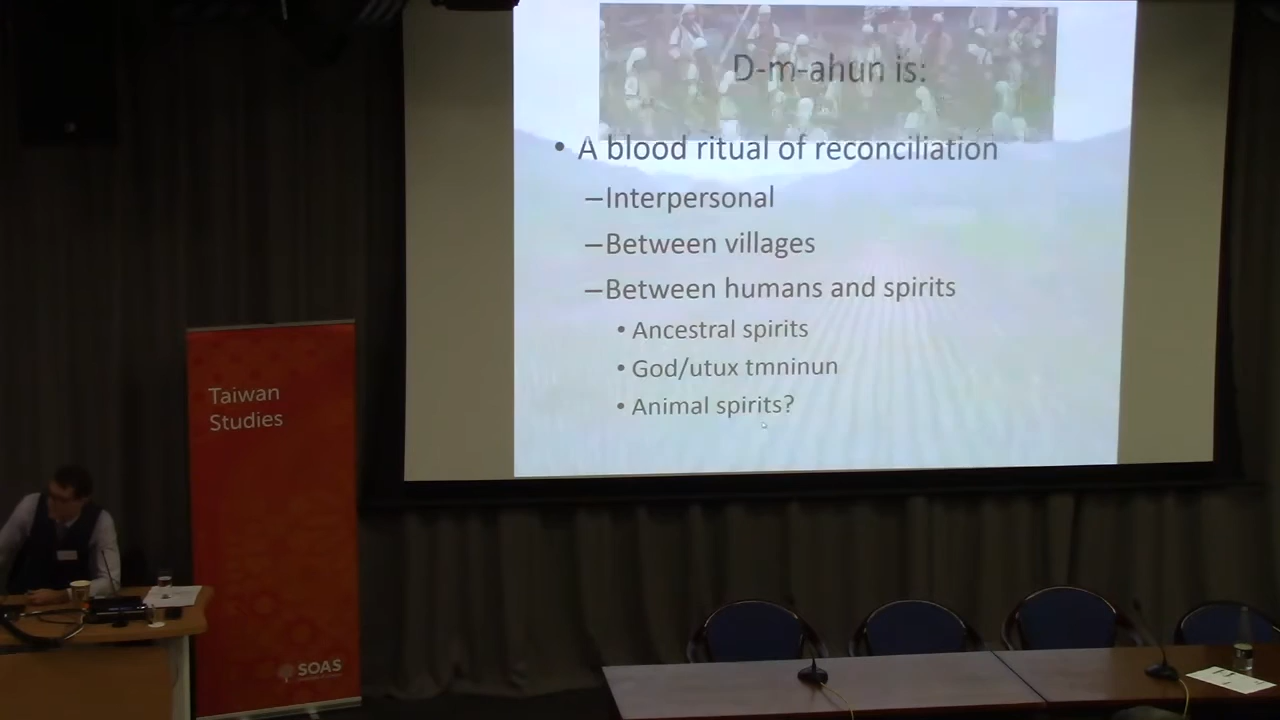 D-m-ahun is:
• A blood ritual of reconciliation
–Interpersonal
–Between villages
–Between humans and spirits
• Ancestral spirits
• God/utux tmninun
• Animal spirits?
Taiwan
Studies
SOAS